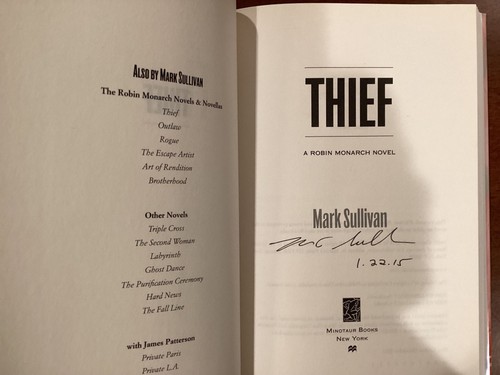 ALSO BY MARK SULLIVAN
The Robin Monarch Novels & Novellas
Thief
Outlaw
Rogue
The Escape Artist
Art of Rendition
Brotherhood
Other Novels
Triple Cross
The Second Woman
Labyrinth
Ghost Dance
The Purification Ceremony
Hard News
The Fall Line
with James Patterson
Private Paris
Private L.A.
THIEF
A ROBIN MONARCH NOVEL
Mark Sullivan
1.22.15
MINOTAUR BOOKS
NEW YORK